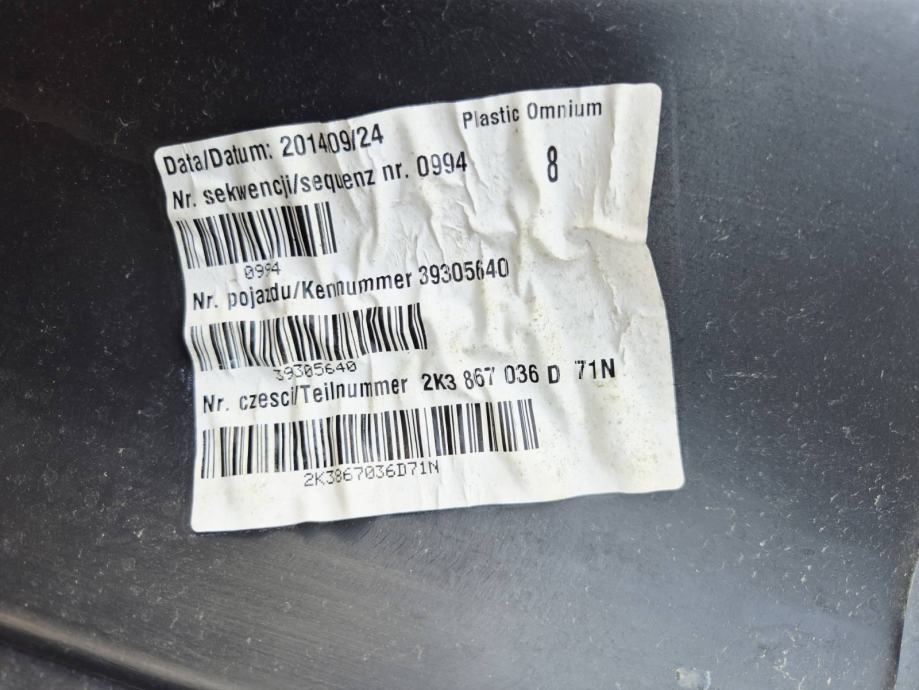 Plastic Omnium
Data/Datum: 201409/24
8
Nr. sekwencji/sequenz nr. 0994
0994
Nr. pojazdu/Kennummer 39305640
39305640
Nr. czesci/Teilnummer 2K3 867 036 D 71N
2K3867036D71N